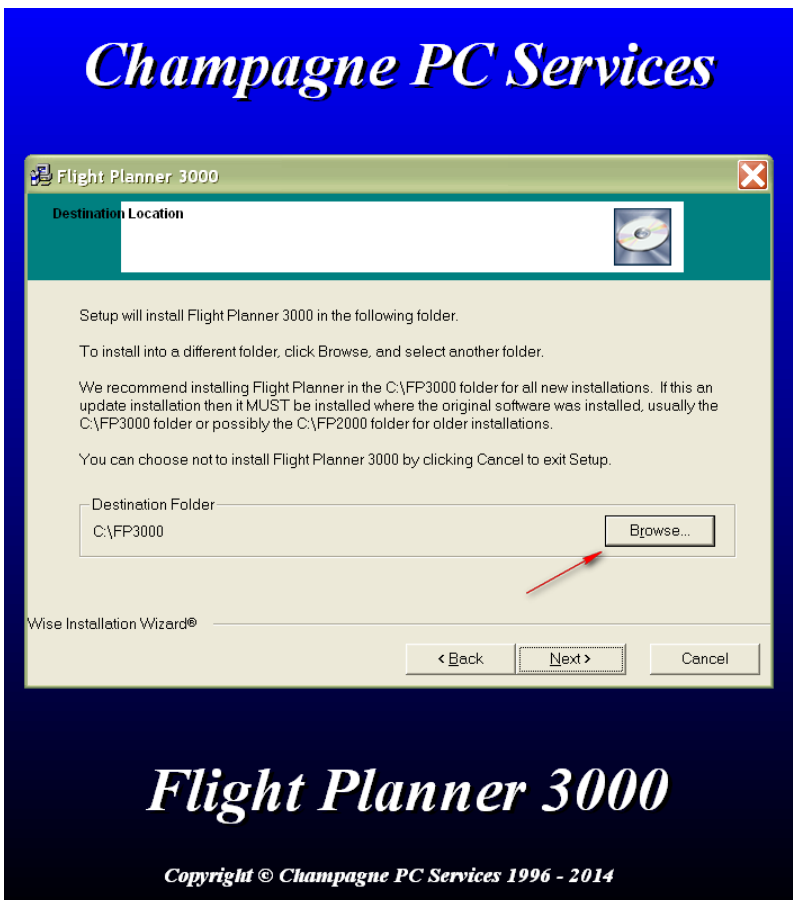 Champagne PC Services
Flight Planner 3000
Destination Location
Setup will install Flight Planner 3000 in the following folder.
To install into a different folder, click Browse, and select another folder.
We recommend installing Flight Planner in the C:\FP3000 folder for all new installations. If this an
update installation then it MUST be installed where the original software was installed, usually the
C:\FP3000 folder or possibly the C:\FP2000 folder for older installations.
You can choose not to install Flight Planner 3000 by clicking Cancel to exit Setup.
Destination Folder
C:\FP3000
Browse...
Wise Installation Wizard®
< Back
Next >
Cancel
Flight Planner 3000
Copyright © Champagne PC Services 1996 - 2014